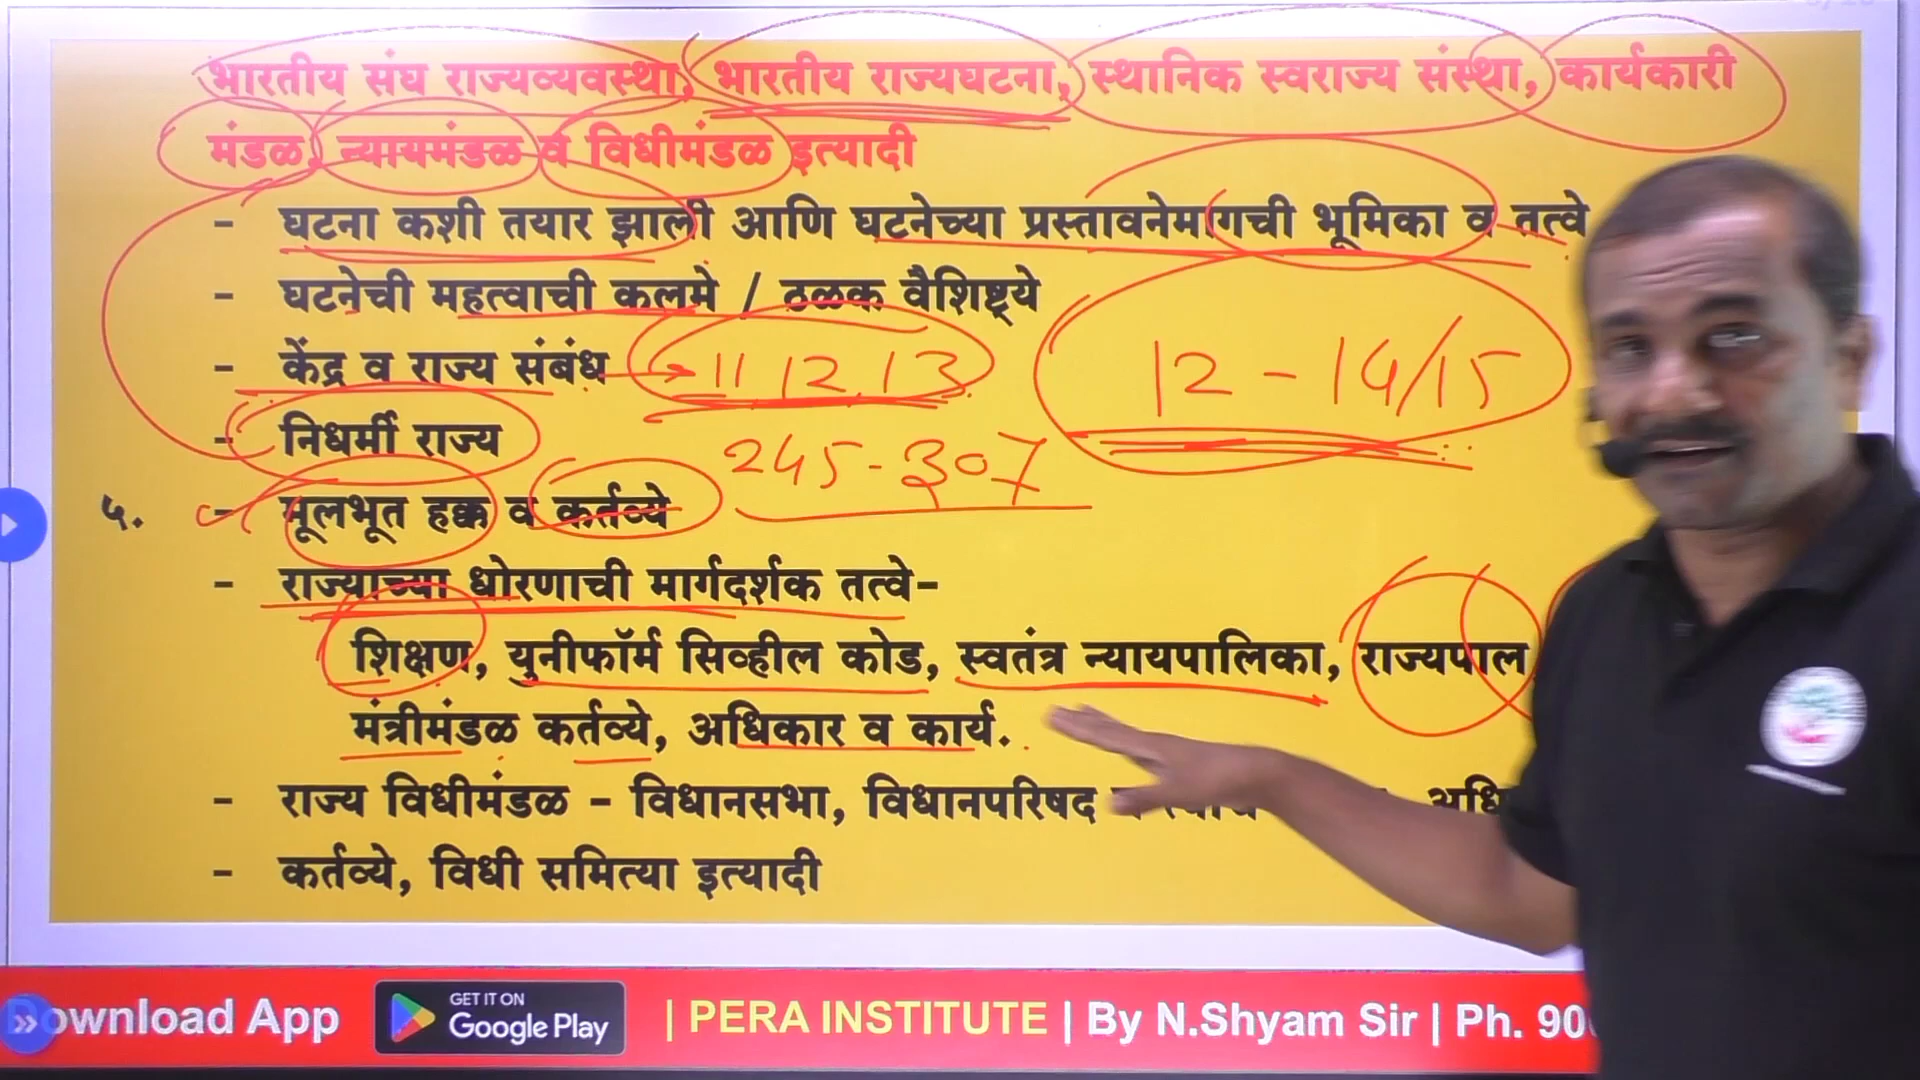 भारतीय संघ राज्यव्यवस्था, भारतीय राज्यघटना, स्थानिक स्वराज्य संस्था, कार्यकारी
मंडळ, न्यायमंडळ व विधीमंडळ इत्यादी
- घटना कशी तयार झाली आणि घटनेच्या प्रस्तावनेमागची भूमिका व तत्वे
- घटनेची महत्वाची कलमे / ठळक वैशिष्ट्ये
- केंद्र व राज्य संबंध → 11 12, 13
12 - 14/15
- निधर्मी राज्य
245-307
५. - मूलभूत हक्क व कर्तव्ये
- राज्याच्या धोरणाची मार्गदर्शक तत्वे-
शिक्षण, युनीफॉर्म सिव्हील कोड, स्वतंत्र न्यायपालिका, राज्यपाल
मंत्रीमंडळ कर्तव्ये, अधिकार व कार्य.
- राज्य विधीमंडळ - विधानसभा, विधानपरिषद
- कर्तव्ये, विधी समित्या इत्यादी
Download App GET IT ON Google Play | PERA INSTITUTE | By N.Shyam Sir | Ph. 90